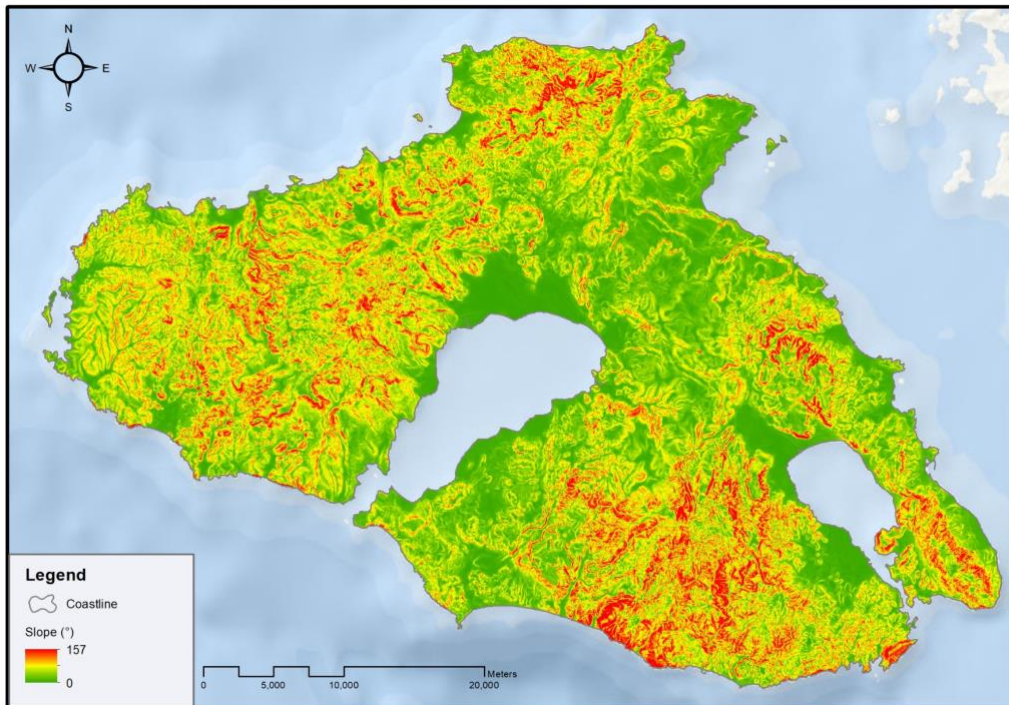 N
W E
S
Legend
Coastline
Slope (°)
157
0
Meters
0 5,000 10,000 20,000